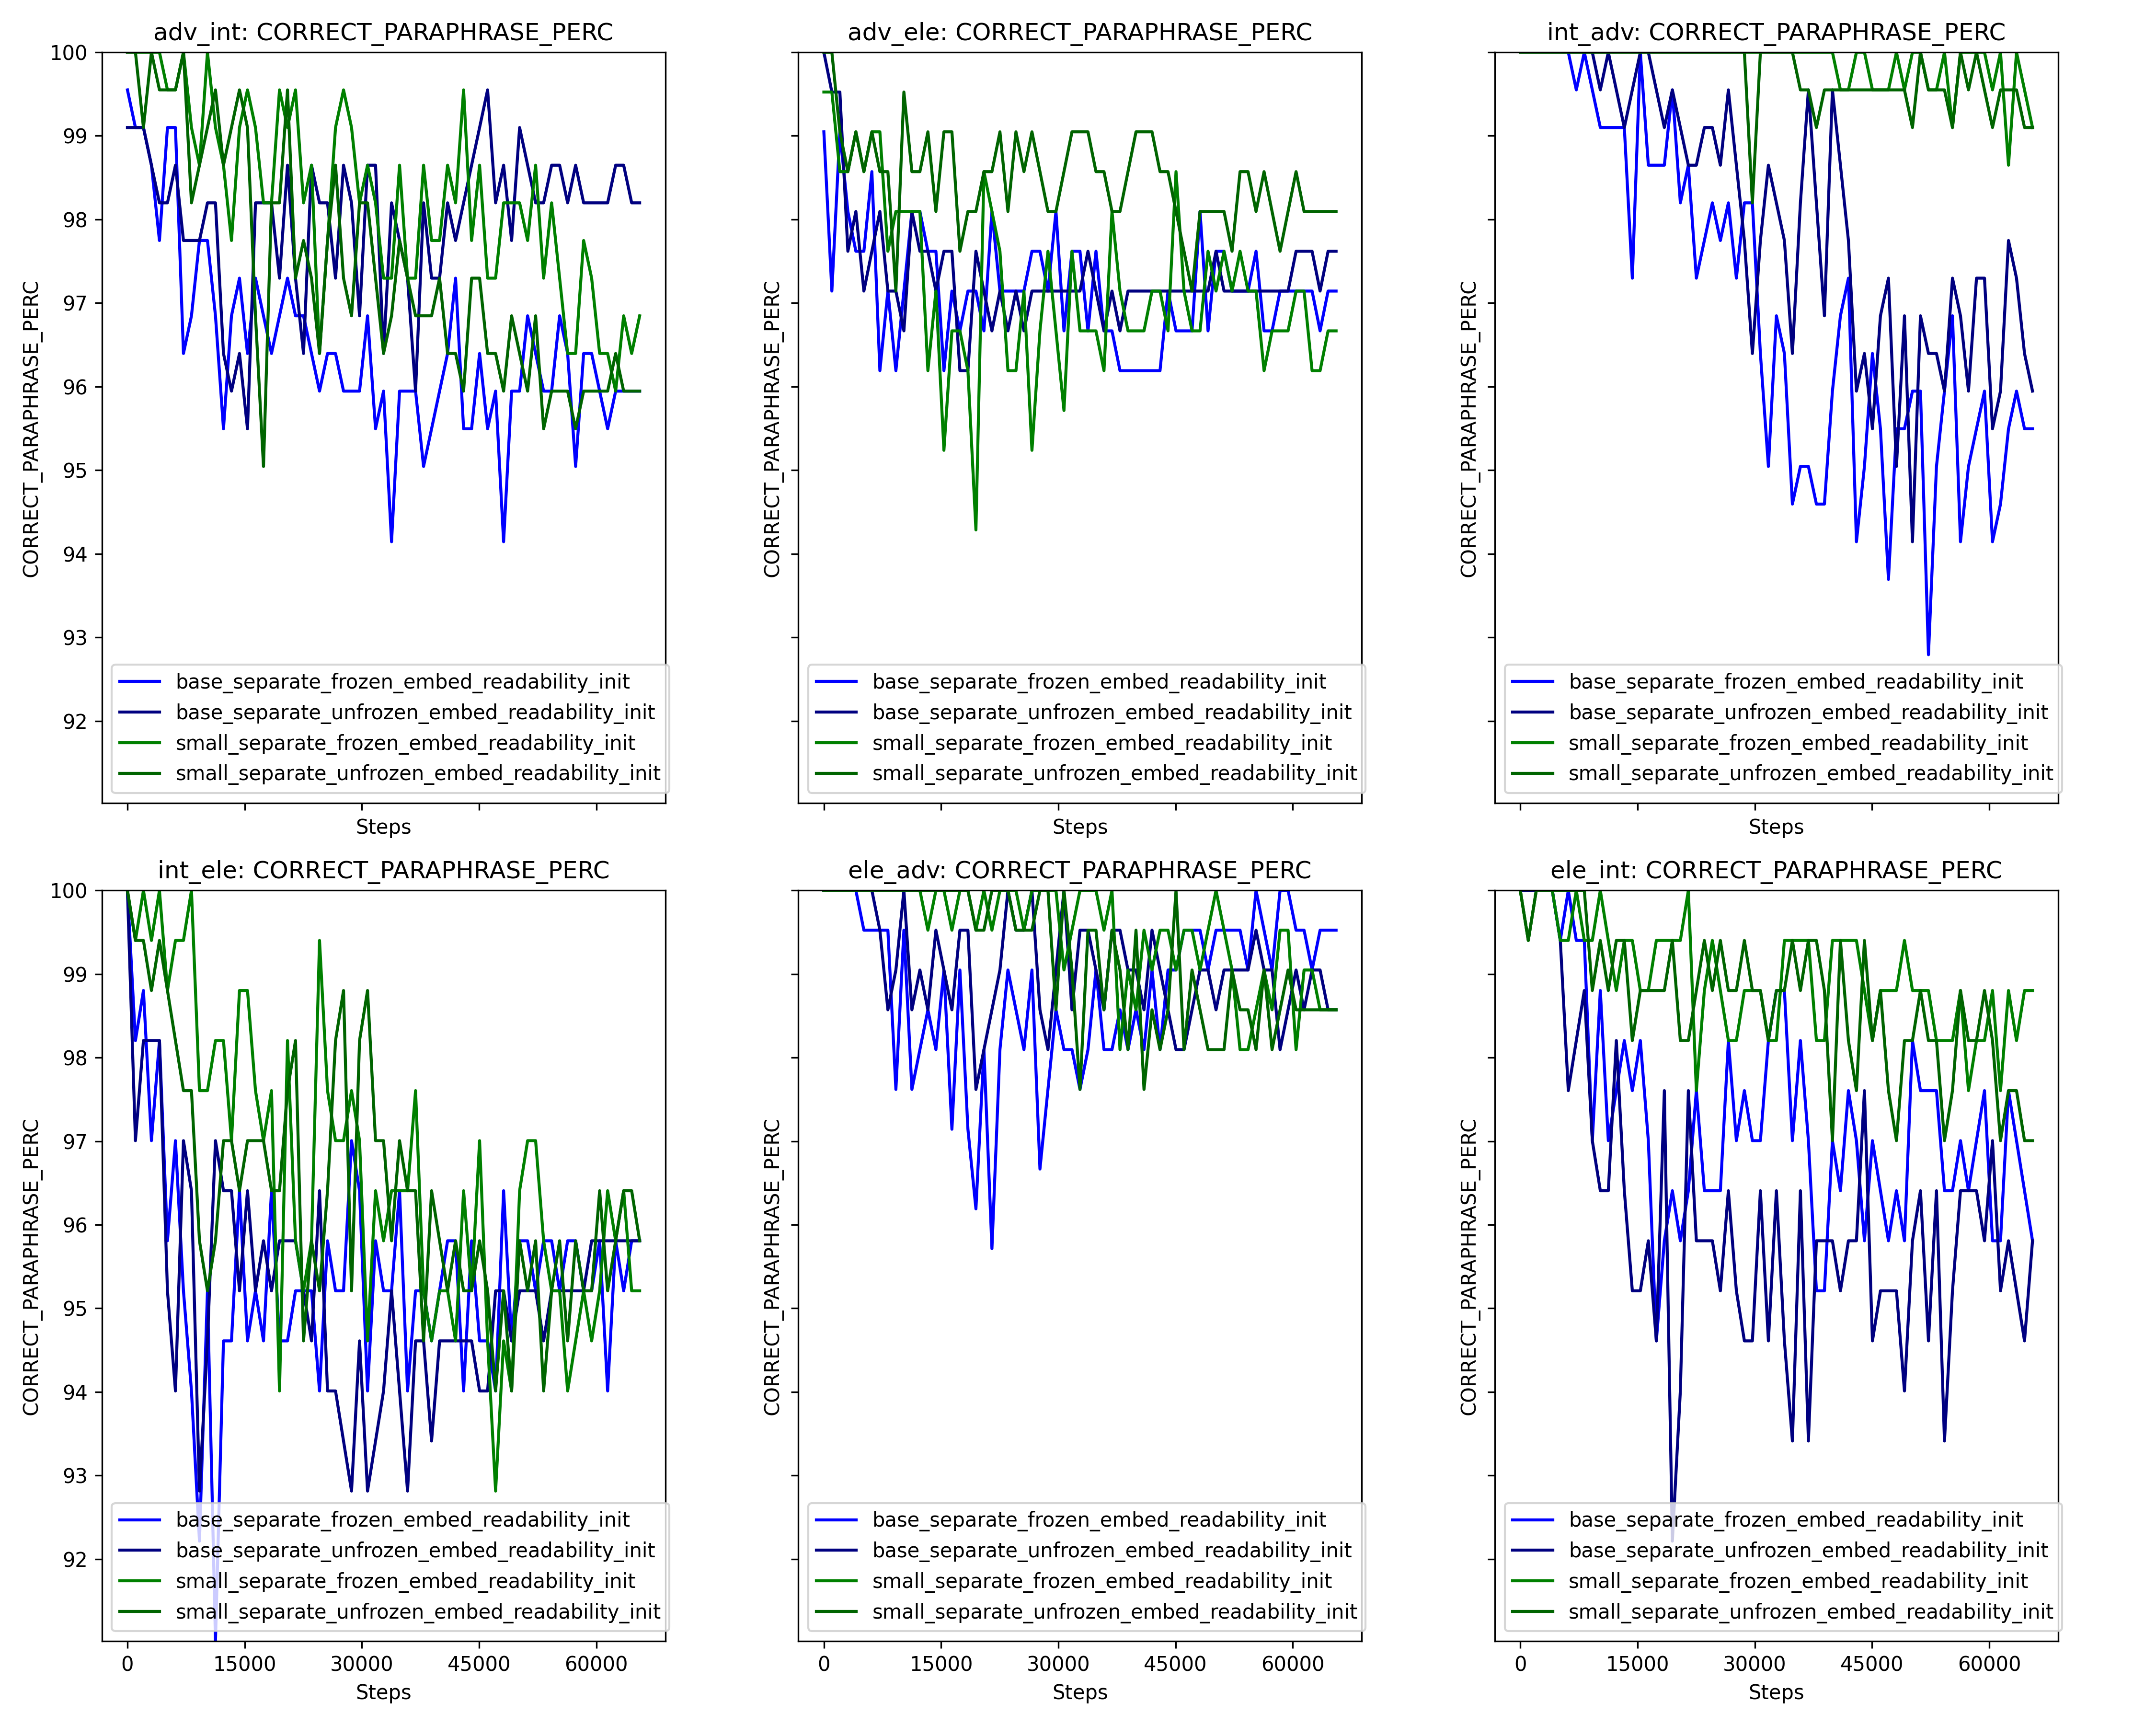 adv_int: CORRECT_PARAPHRASE_PERC
CORRECT_PARAPHRASE_PERC
100
99
98
97
96
95
94
93
92
base_separate_frozen_embed_readability_init
base_separate_unfrozen_embed_readability_init
small_separate_frozen_embed_readability_init
small_separate_unfrozen_embed_readability_init
Steps
adv_ele: CORRECT_PARAPHRASE_PERC
CORRECT_PARAPHRASE_PERC
base_separate_frozen_embed_readability_init
base_separate_unfrozen_embed_readability_init
small_separate_frozen_embed_readability_init
small_separate_unfrozen_embed_readability_init
Steps
int_adv: CORRECT_PARAPHRASE_PERC
CORRECT_PARAPHRASE_PERC
base_separate_frozen_embed_readability_init
base_separate_unfrozen_embed_readability_init
small_separate_frozen_embed_readability_init
small_separate_unfrozen_embed_readability_init
Steps
int_ele: CORRECT_PARAPHRASE_PERC
CORRECT_PARAPHRASE_PERC
100
99
98
97
96
95
94
93
92
base_separate_frozen_embed_readability_init
base_separate_unfrozen_embed_readability_init
small_separate_frozen_embed_readability_init
small_separate_unfrozen_embed_readability_init
0 15000 30000 45000 60000
Steps
ele_adv: CORRECT_PARAPHRASE_PERC
CORRECT_PARAPHRASE_PERC
base_separate_frozen_embed_readability_init
base_separate_unfrozen_embed_readability_init
small_separate_frozen_embed_readability_init
small_separate_unfrozen_embed_readability_init
0 15000 30000 45000 60000
Steps
ele_int: CORRECT_PARAPHRASE_PERC
CORRECT_PARAPHRASE_PERC
base_separate_frozen_embed_readability_init
base_separate_unfrozen_embed_readability_init
small_separate_frozen_embed_readability_init
small_separate_unfrozen_embed_readability_init
0 15000 30000 45000 60000
Steps